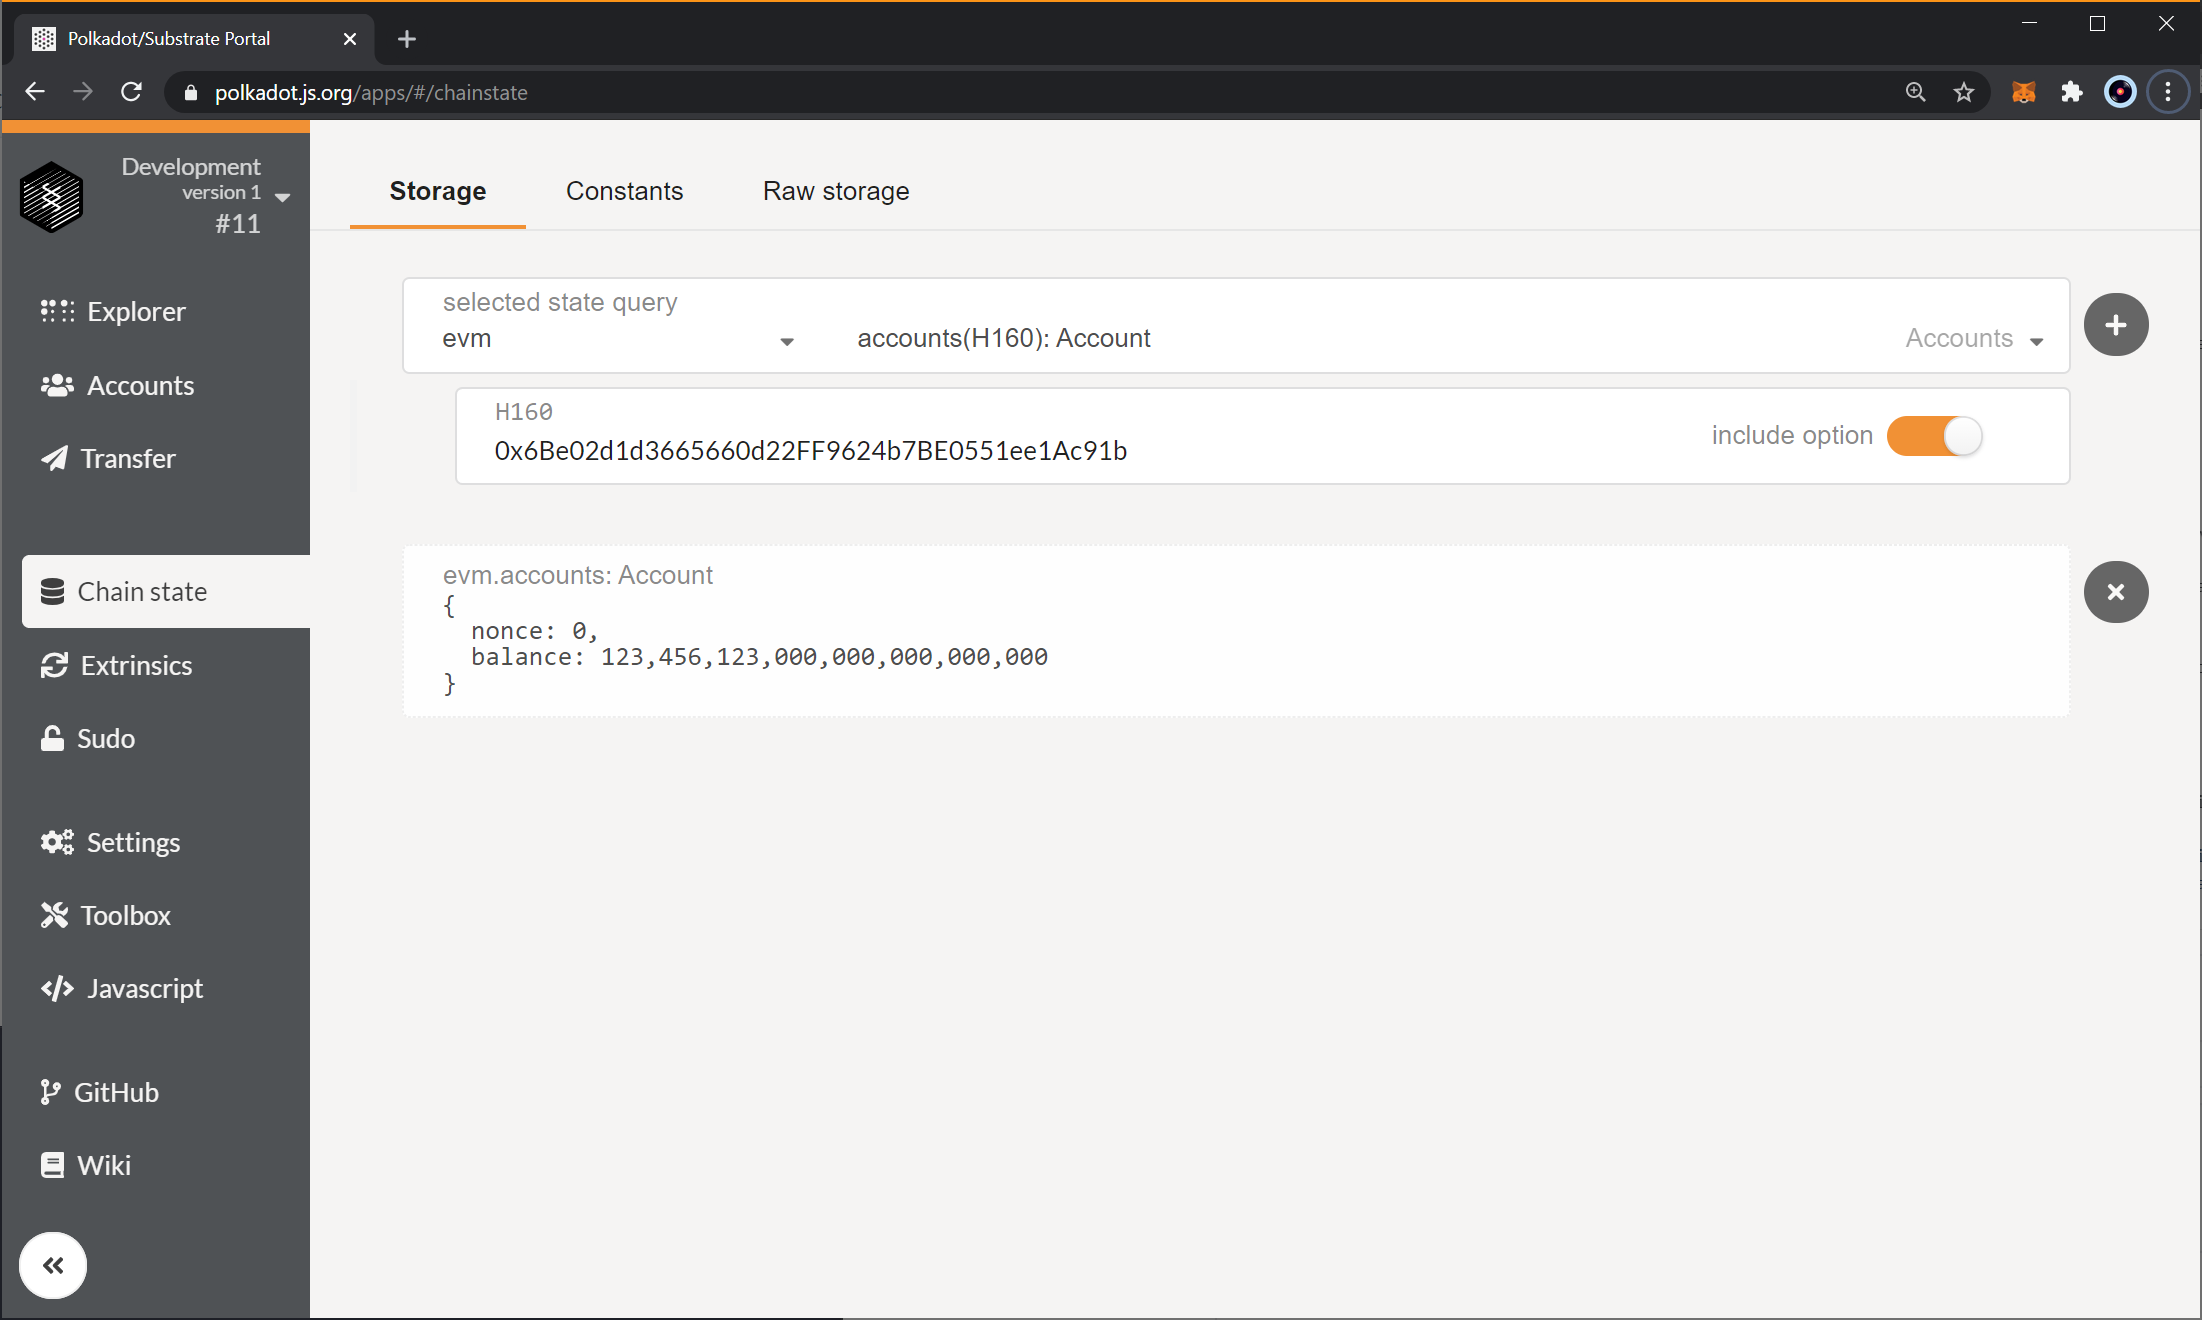 Polkadot/Substrate Portal
polkadot.js.org/apps/#/chainstate
Development
version 1
#11
Explorer
Accounts
Transfer
Chain state
Extrinsics
Sudo
Settings
Toolbox
Javascript
GitHub
Wiki
Storage Constants Raw storage
selected state query
evm accounts(H160): Account Accounts
H160
0x6Be02d1d3665660d22FF9624b7BE0551ee1Ac91b
include option
evm.accounts: Account
{
nonce: 0,
balance: 123,456,123,000,000,000,000,000
}